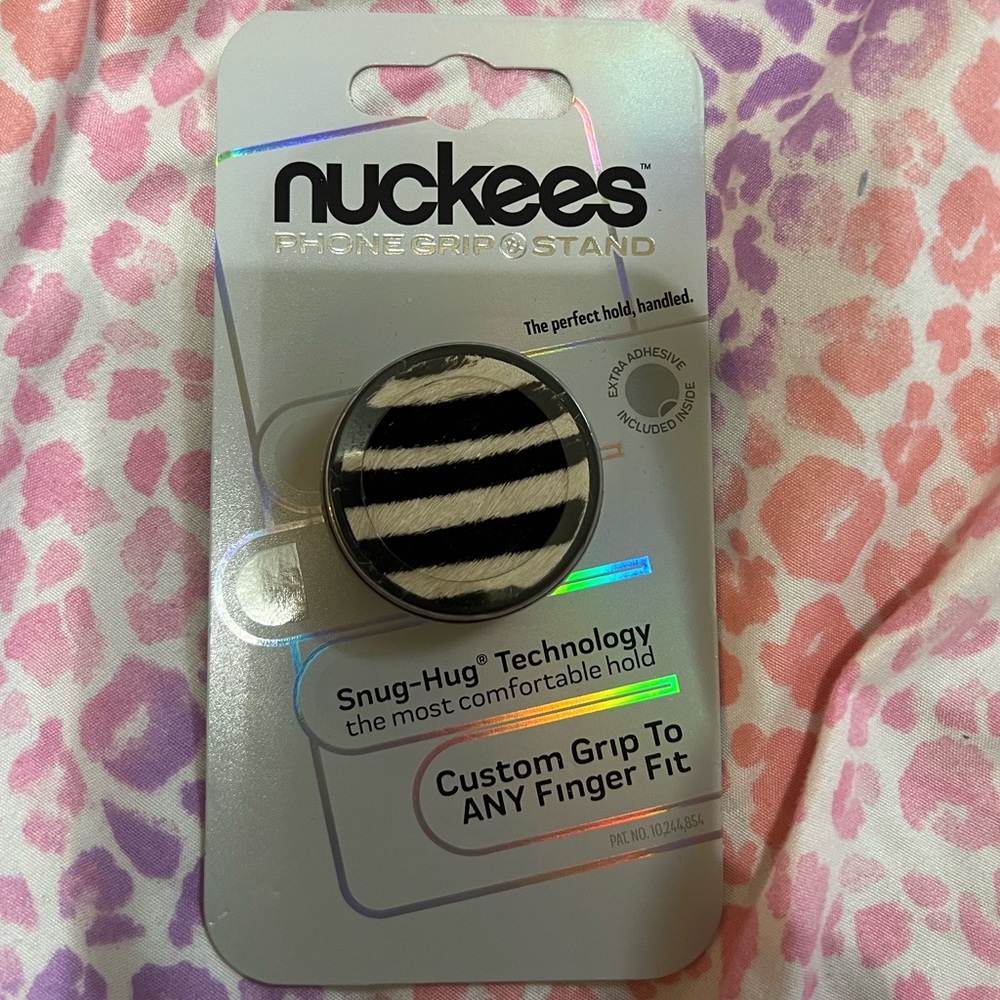 nuckees™
PHONE GRIP & STAND
The perfect hold, handled.
EXTRA ADHESIVE
INCLUDED INSIDE
Snug-Hug® Technology
the most comfortable hold
Custom Grip To
ANY Finger Fit
PAT. NO. 10,244,854